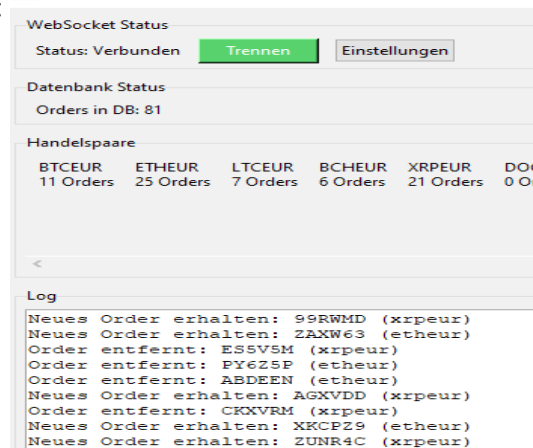 WebSocket Status
Status: Verbunden Trennen Einstellungen
Datenbank Status
Orders in DB: 81
Handelspaare
BTCEUR ETHEUR LTCEUR BCHEUR XRPEUR
11 Orders 25 Orders 7 Orders 6 Orders 21 Orders 0
Log
Neues Order erhalten: 99RWMD (xrpeur)
Neues Order erhalten: ZAXW63 (etheur)
Order entfernt: ES5V5M (xrpeur)
Order entfernt: PY6Z5P (etheur)
Order entfernt: ABDEEN (etheur)
Neues Order erhalten: AGXVDD (xrpeur)
Order entfernt: CKXVRM (xrpeur)
Neues Order erhalten: XKCPZ9 (etheur)
Neues Order erhalten: ZUNR4C (xrpeur)